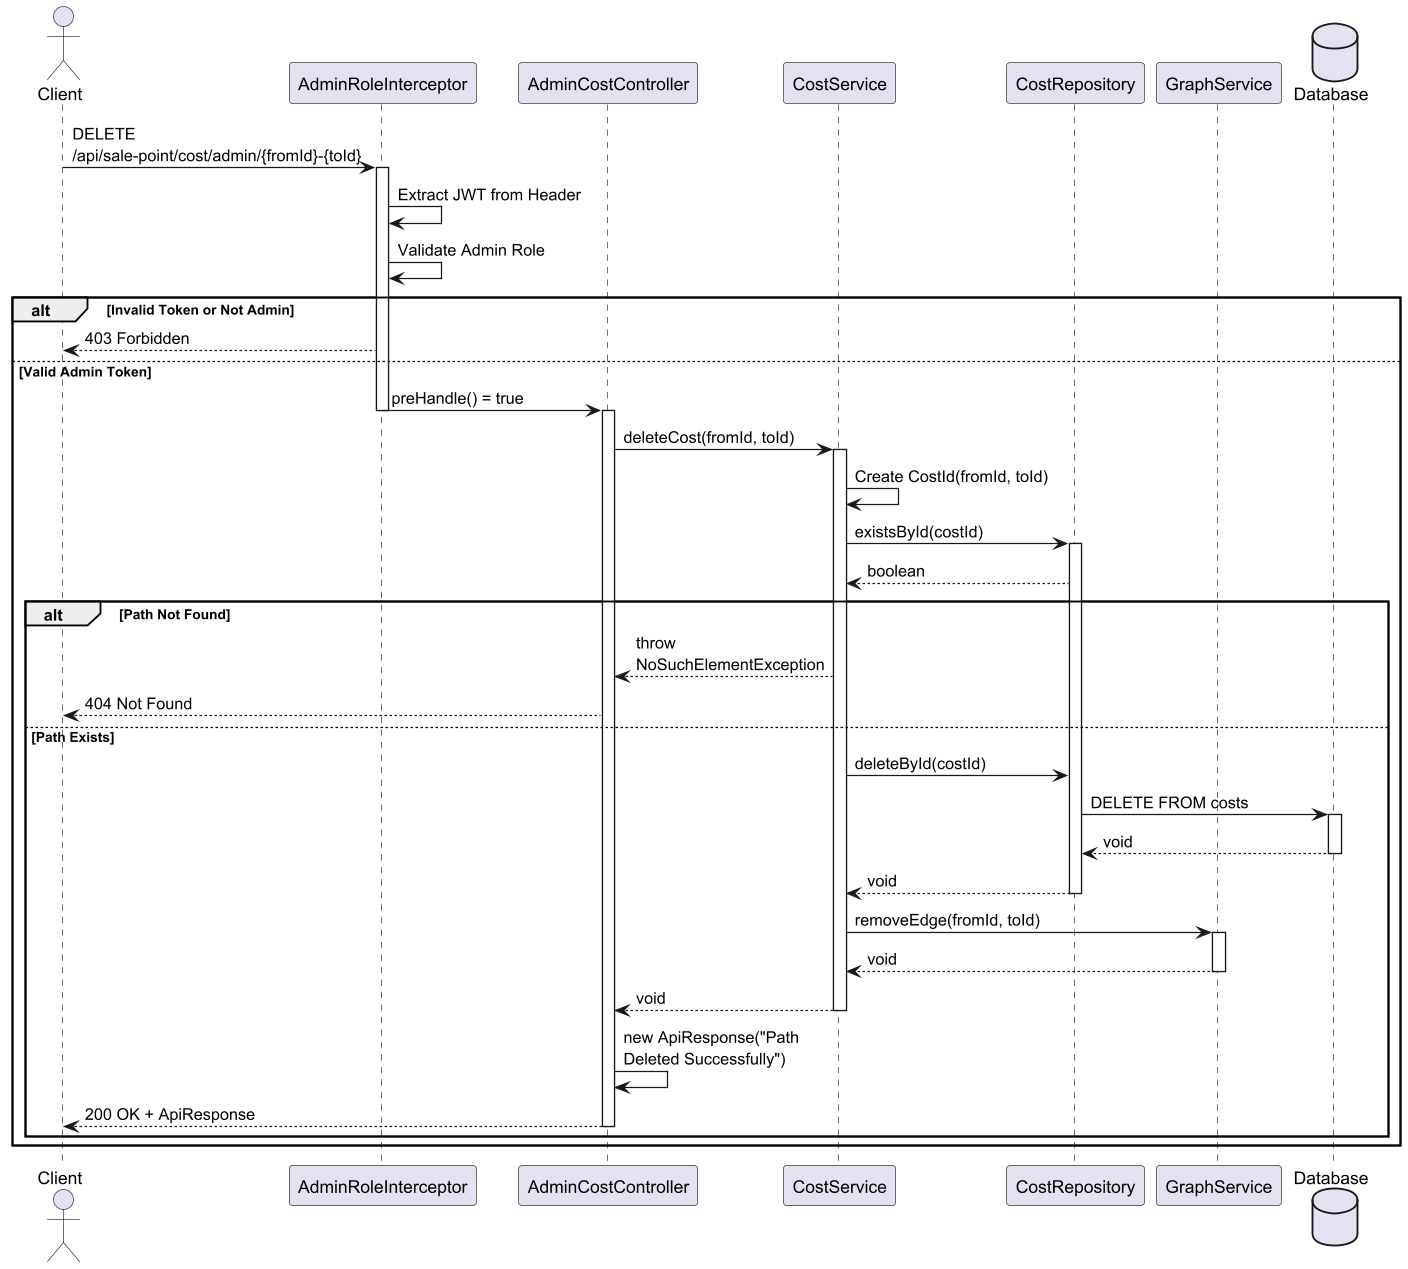 Client
AdminRoleInterceptor
AdminCostController
CostService
CostRepository
GraphService
Database
DELETE
/api/sale-point/cost/admin/{fromId}-{toId}
Extract JWT from Header
Validate Admin Role
alt
[Invalid Token or Not Admin]
403 Forbidden
[Valid Admin Token]
preHandle() = true
deleteCost(fromId, toId)
Create CostId(fromId, toId)
existsById(costId)
boolean
alt
[Path Not Found]
throw
NoSuchElementException
404 Not Found
[Path Exists]
deleteById(costId)
DELETE FROM costs
void
void
removeEdge(fromId, toId)
void
void
new ApiResponse("Path
Deleted Successfully")
200 OK + ApiResponse
Client
AdminRoleInterceptor
AdminCostController
CostService
CostRepository
GraphService
Database